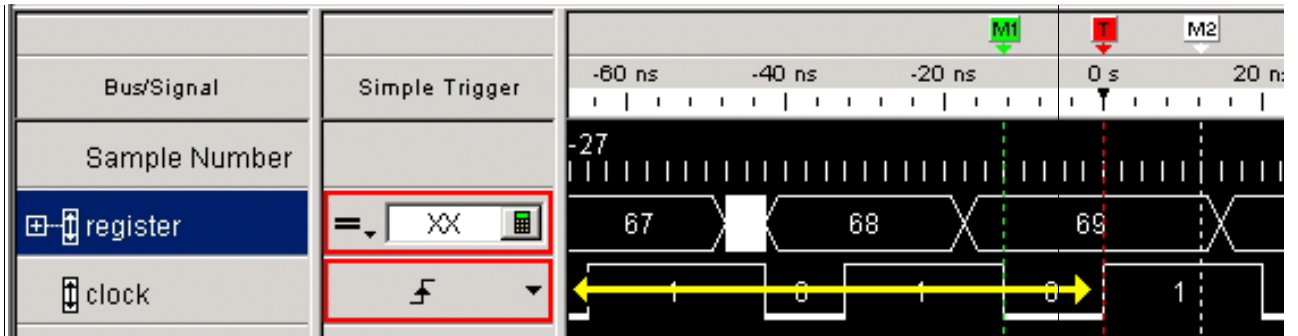 M1 T M2
Bus/Signal Simple Trigger -60 ns -40 ns -20 ns 0 s 20 n
Sample Number -27
register = XX 67 68 69
clock 1 0 1 0 1